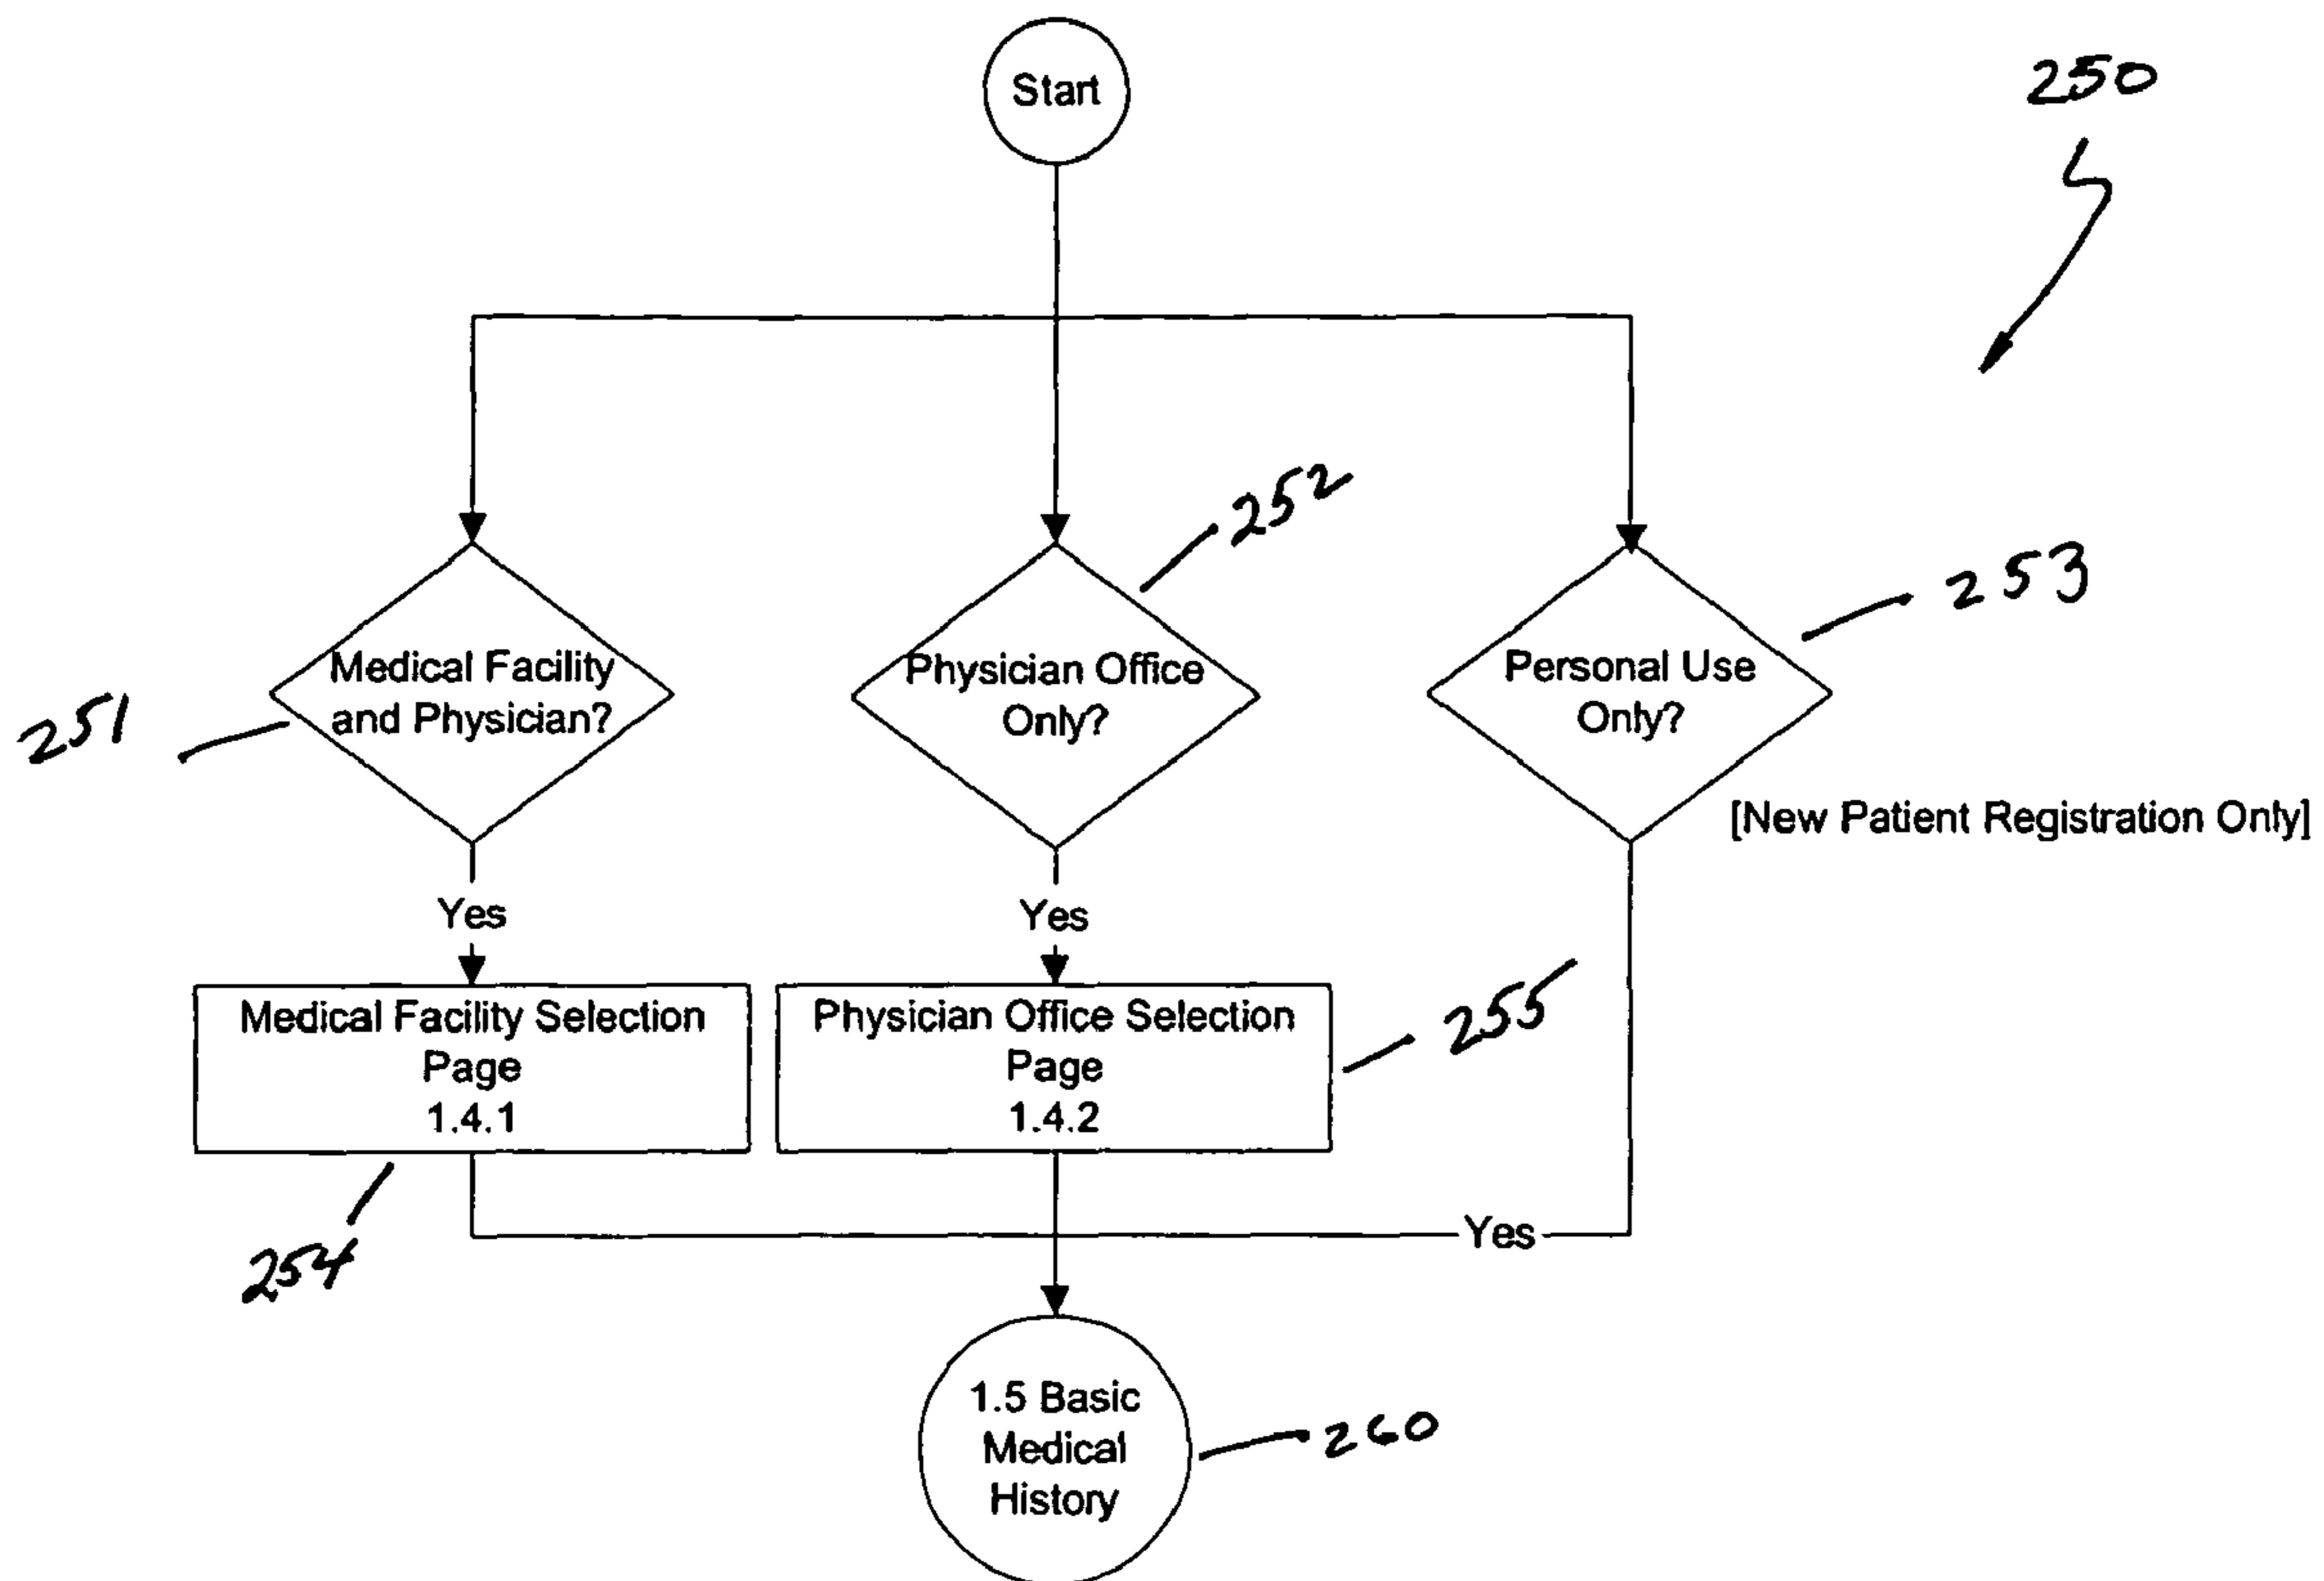 Start
250
252
253
Medical Facility
and Physician?
Physician Office
Only?
Personal Use
Only?
251
[New Patient Registration Only]
Yes
Yes
Medical Facility Selection
Page
1.4.1
Physician Office Selection
Page
1.4.2
255
Yes
254
1.5 Basic
Medical
History
260